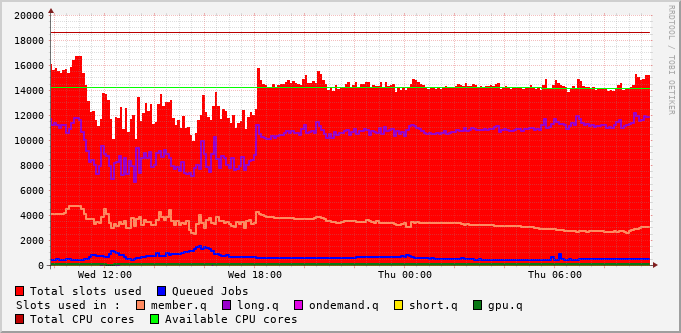 20000
18000
16000
14000
12000
10000
8000
6000
4000
2000
0
Wed 12:00 Wed 18:00 Thu 00:00 Thu 06:00
RRDTOOL / TOBI OETIKER
Total slots used Queued Jobs
Slots used in : member.q long.q ondemand.q short.q gpu.q
Total CPU cores Available CPU cores